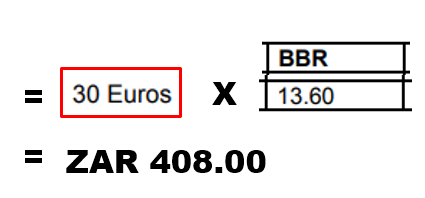 BBR
= 30 Euros X 13.60
= ZAR 408.00